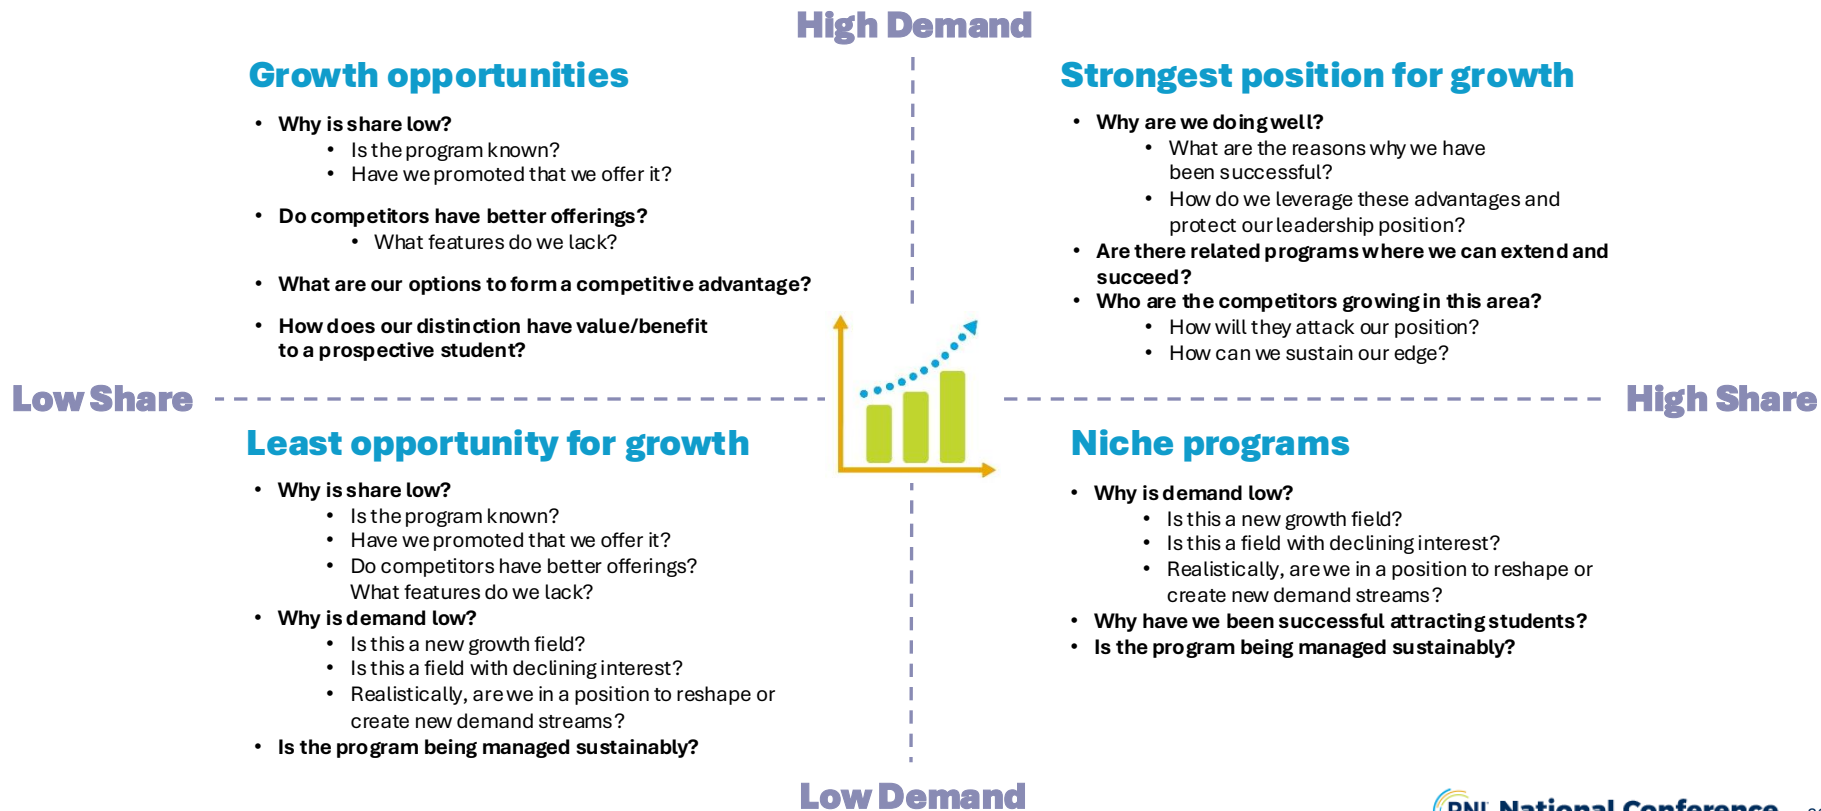 High Demand
Growth opportunities
• Why is share low?
• Is the program known?
• Have we promoted that we offer it?
• Do competitors have better offerings?
• What features do we lack?
• What are our options to form a competitive advantage?
• How does our distinction have value/benefit
to a prospective student?
Strongest position for growth
• Why are we doing well?
• What are the reasons why we have
been successful?
• How do we leverage these advantages and
protect our leadership position?
• Are there related programs where we can extend and
succeed?
• Who are the competitors growing in this area?
• How will they attack our position?
• How can we sustain our edge?
Low Share
High Share
Least opportunity for growth
• Why is share low?
• Is the program known?
• Have we promoted that we offer it?
• Do competitors have better offerings?
What features do we lack?
• Why is demand low?
• Is this a new growth field?
• Is this a field with declining interest?
• Realistically, are we in a position to reshape or
create new demand streams?
• Is the program being managed sustainably?
Niche programs
• Why is demand low?
• Is this a new growth field?
• Is this a field with declining interest?
• Realistically, are we in a position to reshape or
create new demand streams?
• Why have we been successful attracting students?
• Is the program being managed sustainably?
Low Demand
RNL National Conference